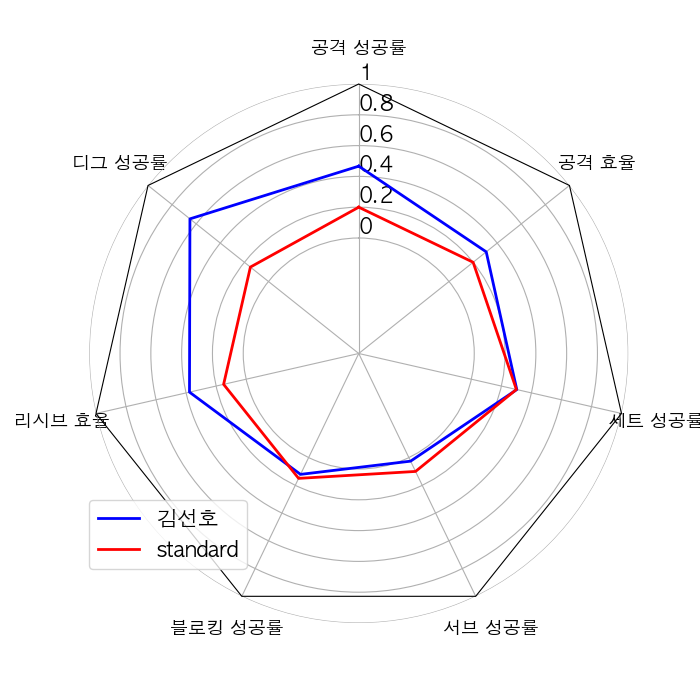 공격 성공률
1
0.8
0.6
0.4
0.2
0
디그 성공률
공격 효율
리시브 효율
세트 성공률
김선호
standard
블로킹 성공률
서브 성공률